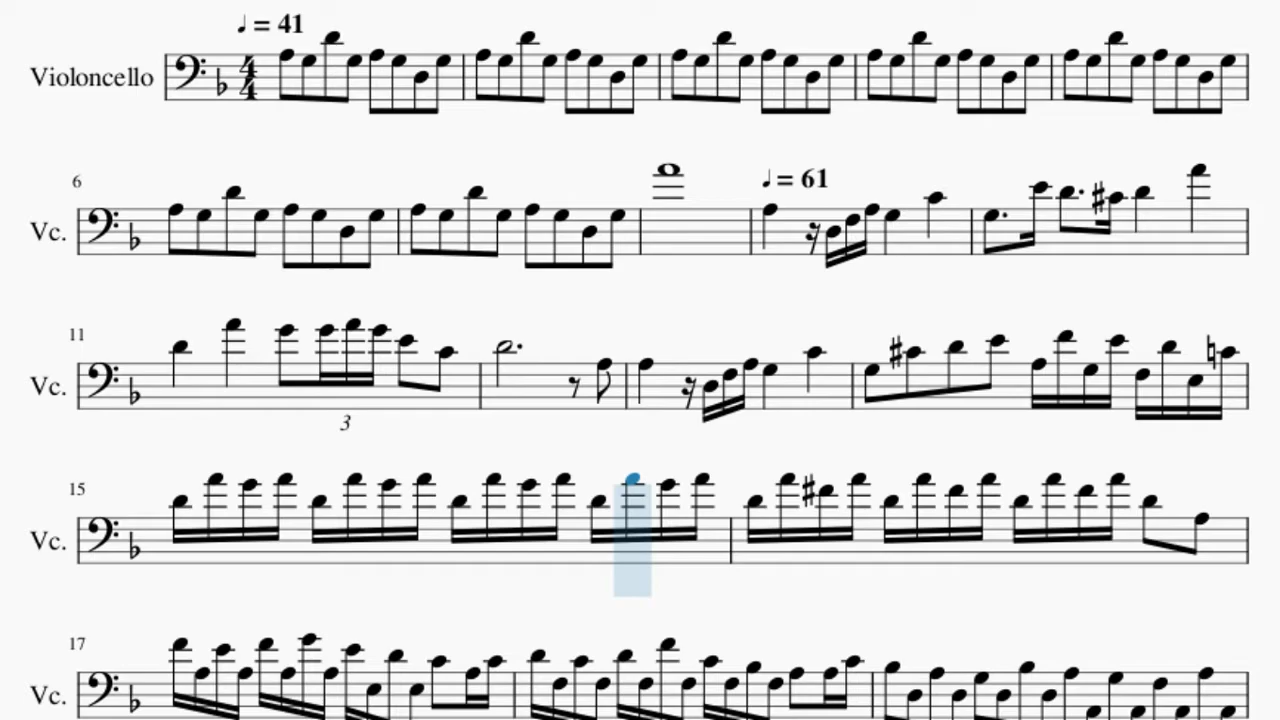 ♩ = 41
Violoncello
6
♩ = 61
Vc.
11
Vc.
3
15
Vc.
17
Vc.